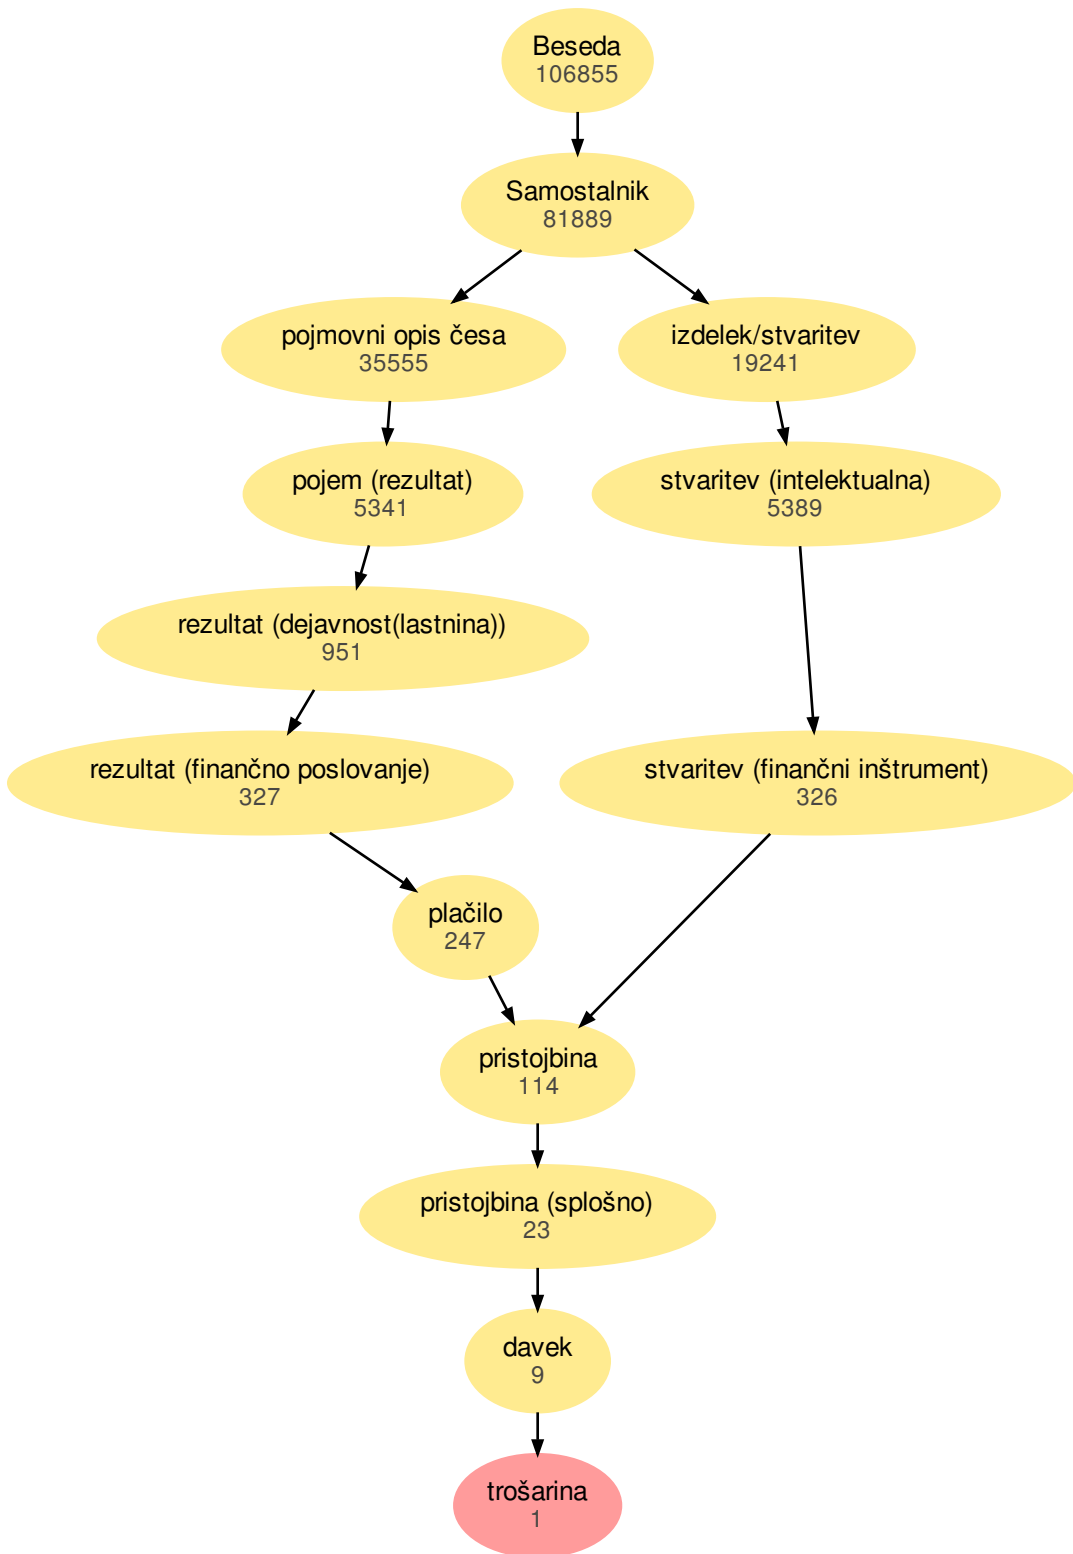 Beseda
106855
Samostalnik
81889
pojmovni opis česa
35555
izdelek/stvaritev
19241
pojem (rezultat)
5341
stvaritev (intelektualna)
5389
rezultat (dejavnost(lastnina))
951
rezultat (finančno poslovanje)
327
stvaritev (finančni inštrument)
326
plačilo
247
pristojbina
114
pristojbina (splošno)
23
davek
9
trošarina
1